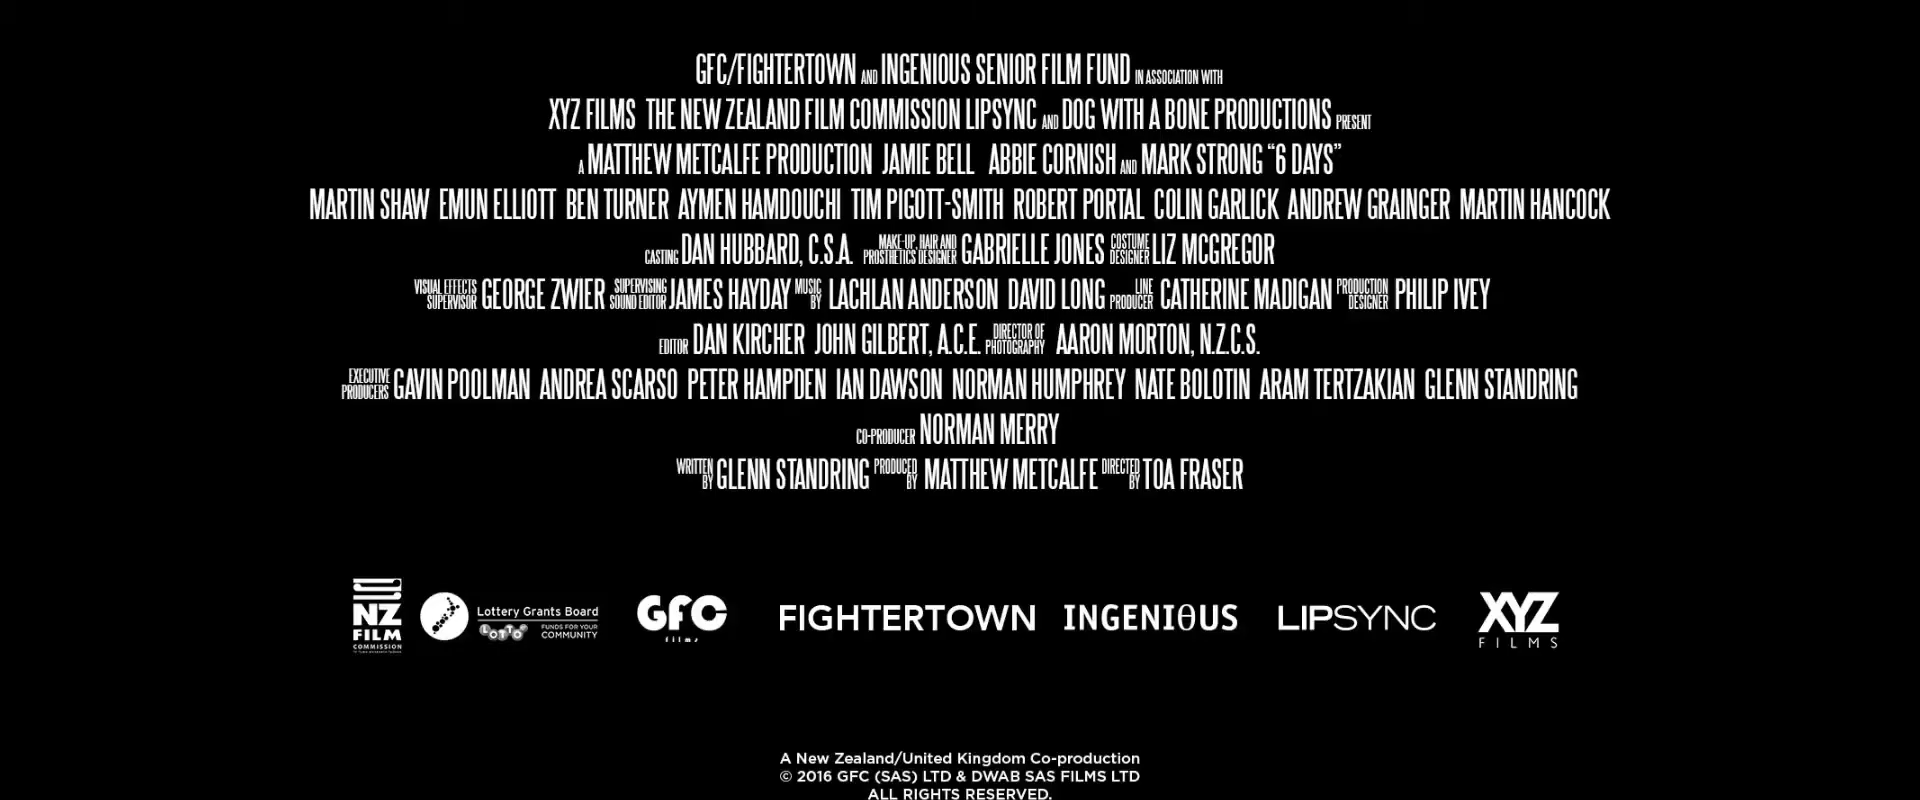 GFC/FIGHTERTOWN AND INGENIOUS SENIOR FILM FUND IN ASSOCIATION WITH
XYZ FILMS THE NEW ZEALAND FILM COMMISSION LIPSYNC AND DOG WITH A BONE PRODUCTIONS PRESENT
A MATTHEW METCALFE PRODUCTION JAMIE BELL ABBIE CORNISH AND MARK STRONG “6 DAYS”
MARTIN SHAW EMUN ELLIOTT BEN TURNER AYMEN HAMDOUCHI TIM PIGOTT-SMITH ROBERT PORTAL COLIN GARLICK ANDREW GRAINGER MARTIN HANCOCK
CASTING DAN HUBBARD, C.S.A. MAKE-UP, HAIR AND PROSTHETICS DESIGNER GABRIELLE JONES COSTUME DESIGNER LIZ MCGREGOR
VISUAL EFFECTS SUPERVISOR GEORGE ZWIER SUPERVISING SOUND EDITOR JAMES HAYDAY MUSIC BY LACHLAN ANDERSON DAVID LONG LINE PRODUCER CATHERINE MADIGAN PRODUCTION DESIGNER PHILIP IVEY
EDITOR DAN KIRCHER JOHN GILBERT, A.C.E. DIRECTOR OF PHOTOGRAPHY AARON MORTON, N.Z.C.S.
EXECUTIVE PRODUCERS GAVIN POOLMAN ANDREA SCARSO PETER HAMPDEN IAN DAWSON NORMAN HUMPHREY NATE BOLOTIN ARAM TERTZAKIAN GLENN STANDRING
CO-PRODUCER NORMAN MERRY
WRITTEN BY GLENN STANDRING PRODUCED BY MATTHEW METCALFE DIRECTED BY TOA FRASER
NZ FILM COMMISSION
Lottery Grants Board
LOTTO FUNDS FOR YOUR COMMUNITY
GFC films
FIGHTERTOWN
INGENIθUS
LIPSYNC
XYZ FILMS
A New Zealand/United Kingdom Co-production
© 2016 GFC (SAS) LTD & DWAB SAS FILMS LTD
ALL RIGHTS RESERVED.